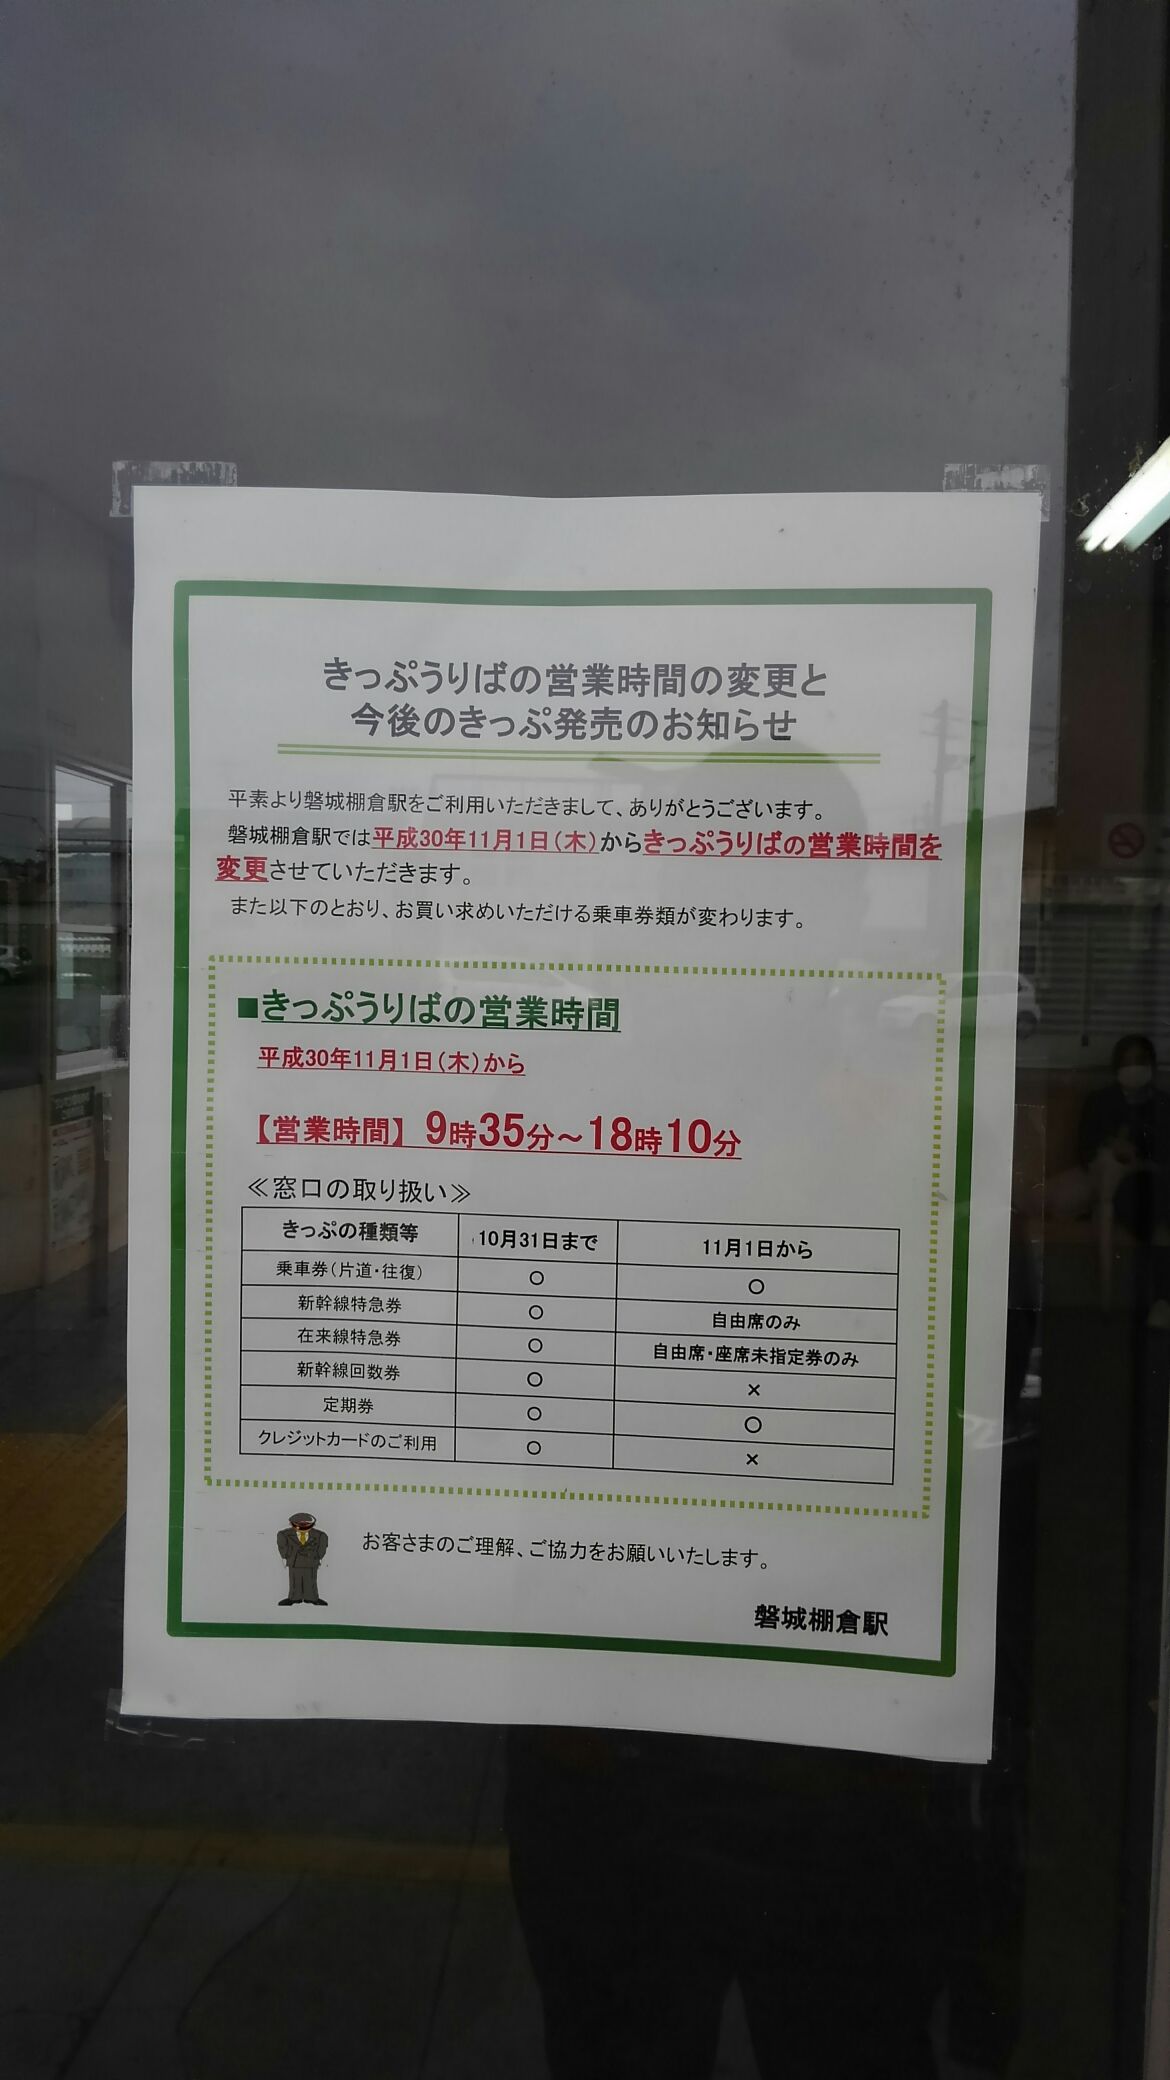 きっぷうりばの営業時間の変更と
今後のきっぷ発売のお知らせ
平素より磐城棚倉駅をご利用いただきまして、ありがとうございます。
磐城棚倉駅では平成30年11月1日(木)からきっぷうりばの営業時間を
変更させていただきます。
また以下のとおり、お買い求めいただける乗車券類が変わります。
■きっぷうりばの営業時間
平成30年11月1日(木)から
【営業時間】 9時35分～18時10分
≪窓口の取り扱い≫
きっぷの種類等 10月31日まで 11月1日から
乗車券(片道・往復) ○ ○
新幹線特急券 ○ 自由席のみ
在来線特急券 ○ 自由席・座席未指定券のみ
新幹線回数券 ○ ×
定期券 ○ ○
クレジットカードのご利用 ○ ×
お客さまのご理解、ご協力をお願いいたします。
磐城棚倉駅